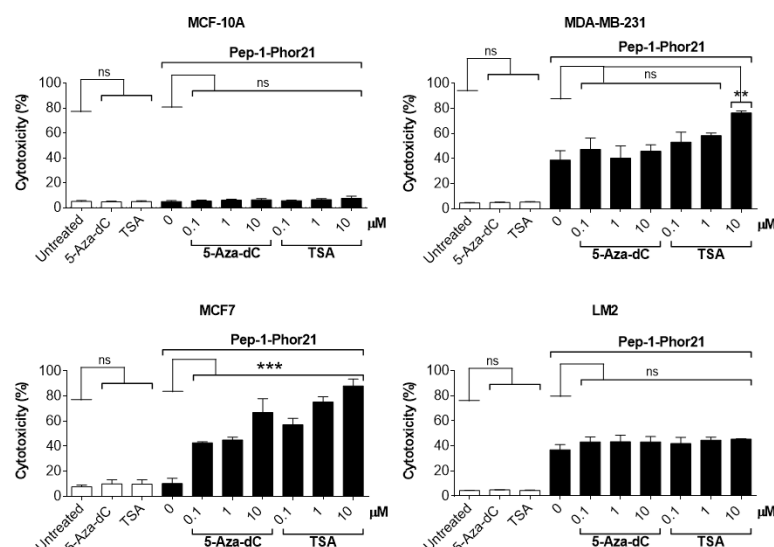 MCF-10A
Pep-1-Phor21
ns
ns
Cytotoxicity (%)
100
80
60
40
20
0
Untreated
5-Aza-dC
TSA
0
0.1
1
10
0.1
1
10
μM
5-Aza-dC
TSA
MDA-MB-231
Pep-1-Phor21
ns
ns
**
Cytotoxicity (%)
100
80
60
40
20
0
Untreated
5-Aza-dC
TSA
0
0.1
1
10
0.1
1
10
μM
5-Aza-dC
TSA
MCF7
Pep-1-Phor21
ns
***
Cytotoxicity (%)
100
80
60
40
20
0
Untreated
5-Aza-dC
TSA
0
0.1
1
10
0.1
1
10
μM
5-Aza-dC
TSA
LM2
Pep-1-Phor21
ns
ns
Cytotoxicity (%)
100
80
60
40
20
0
Untreated
5-Aza-dC
TSA
0
0.1
1
10
0.1
1
10
μM
5-Aza-dC
TSA